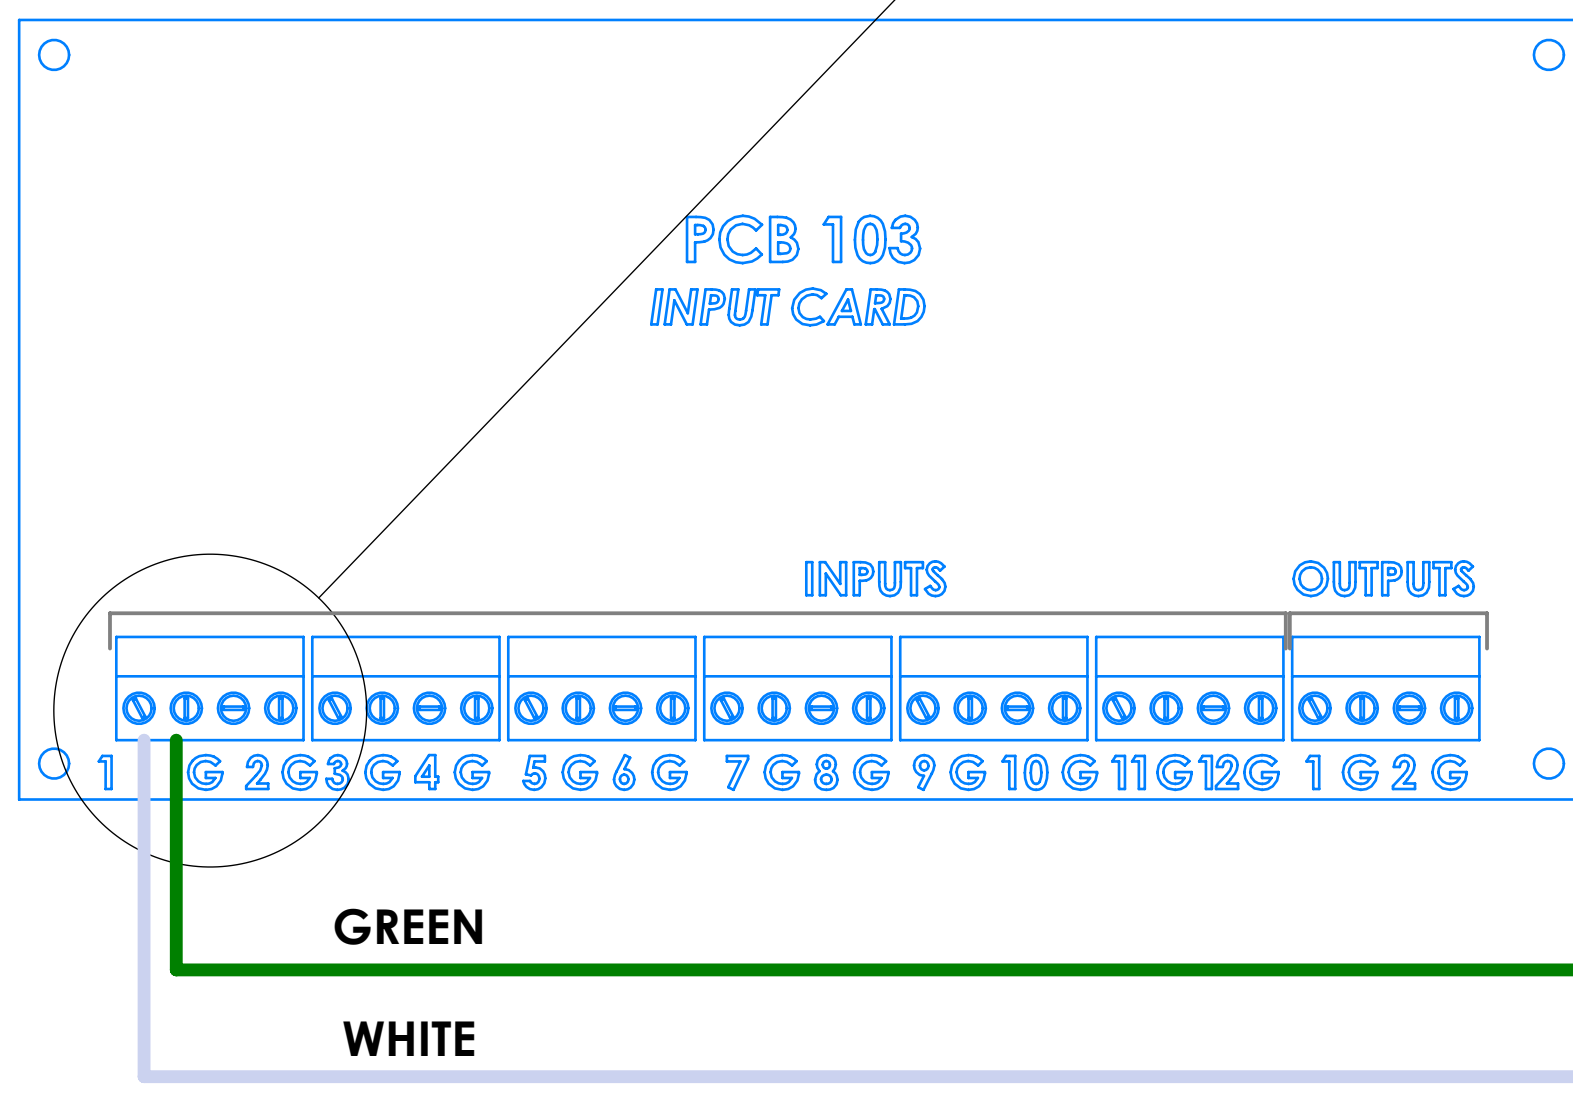 PCB 103
INPUT CARD
INPUTS OUTPUTS
1 G 2 G 3 G 4 G 5 G 6 G 7 G 8 G 9 G 10 G 11 G 12 G 1 G 2 G
GREEN
WHITE